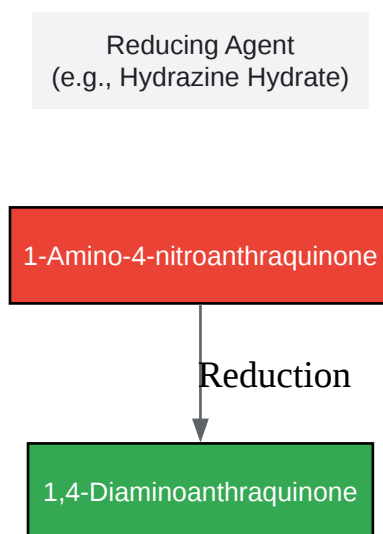 Reducing Agent
(e.g., Hydrazine Hydrate)
1-Amino-4-nitroanthraquinone
Reduction
1,4-Diaminoanthraquinone